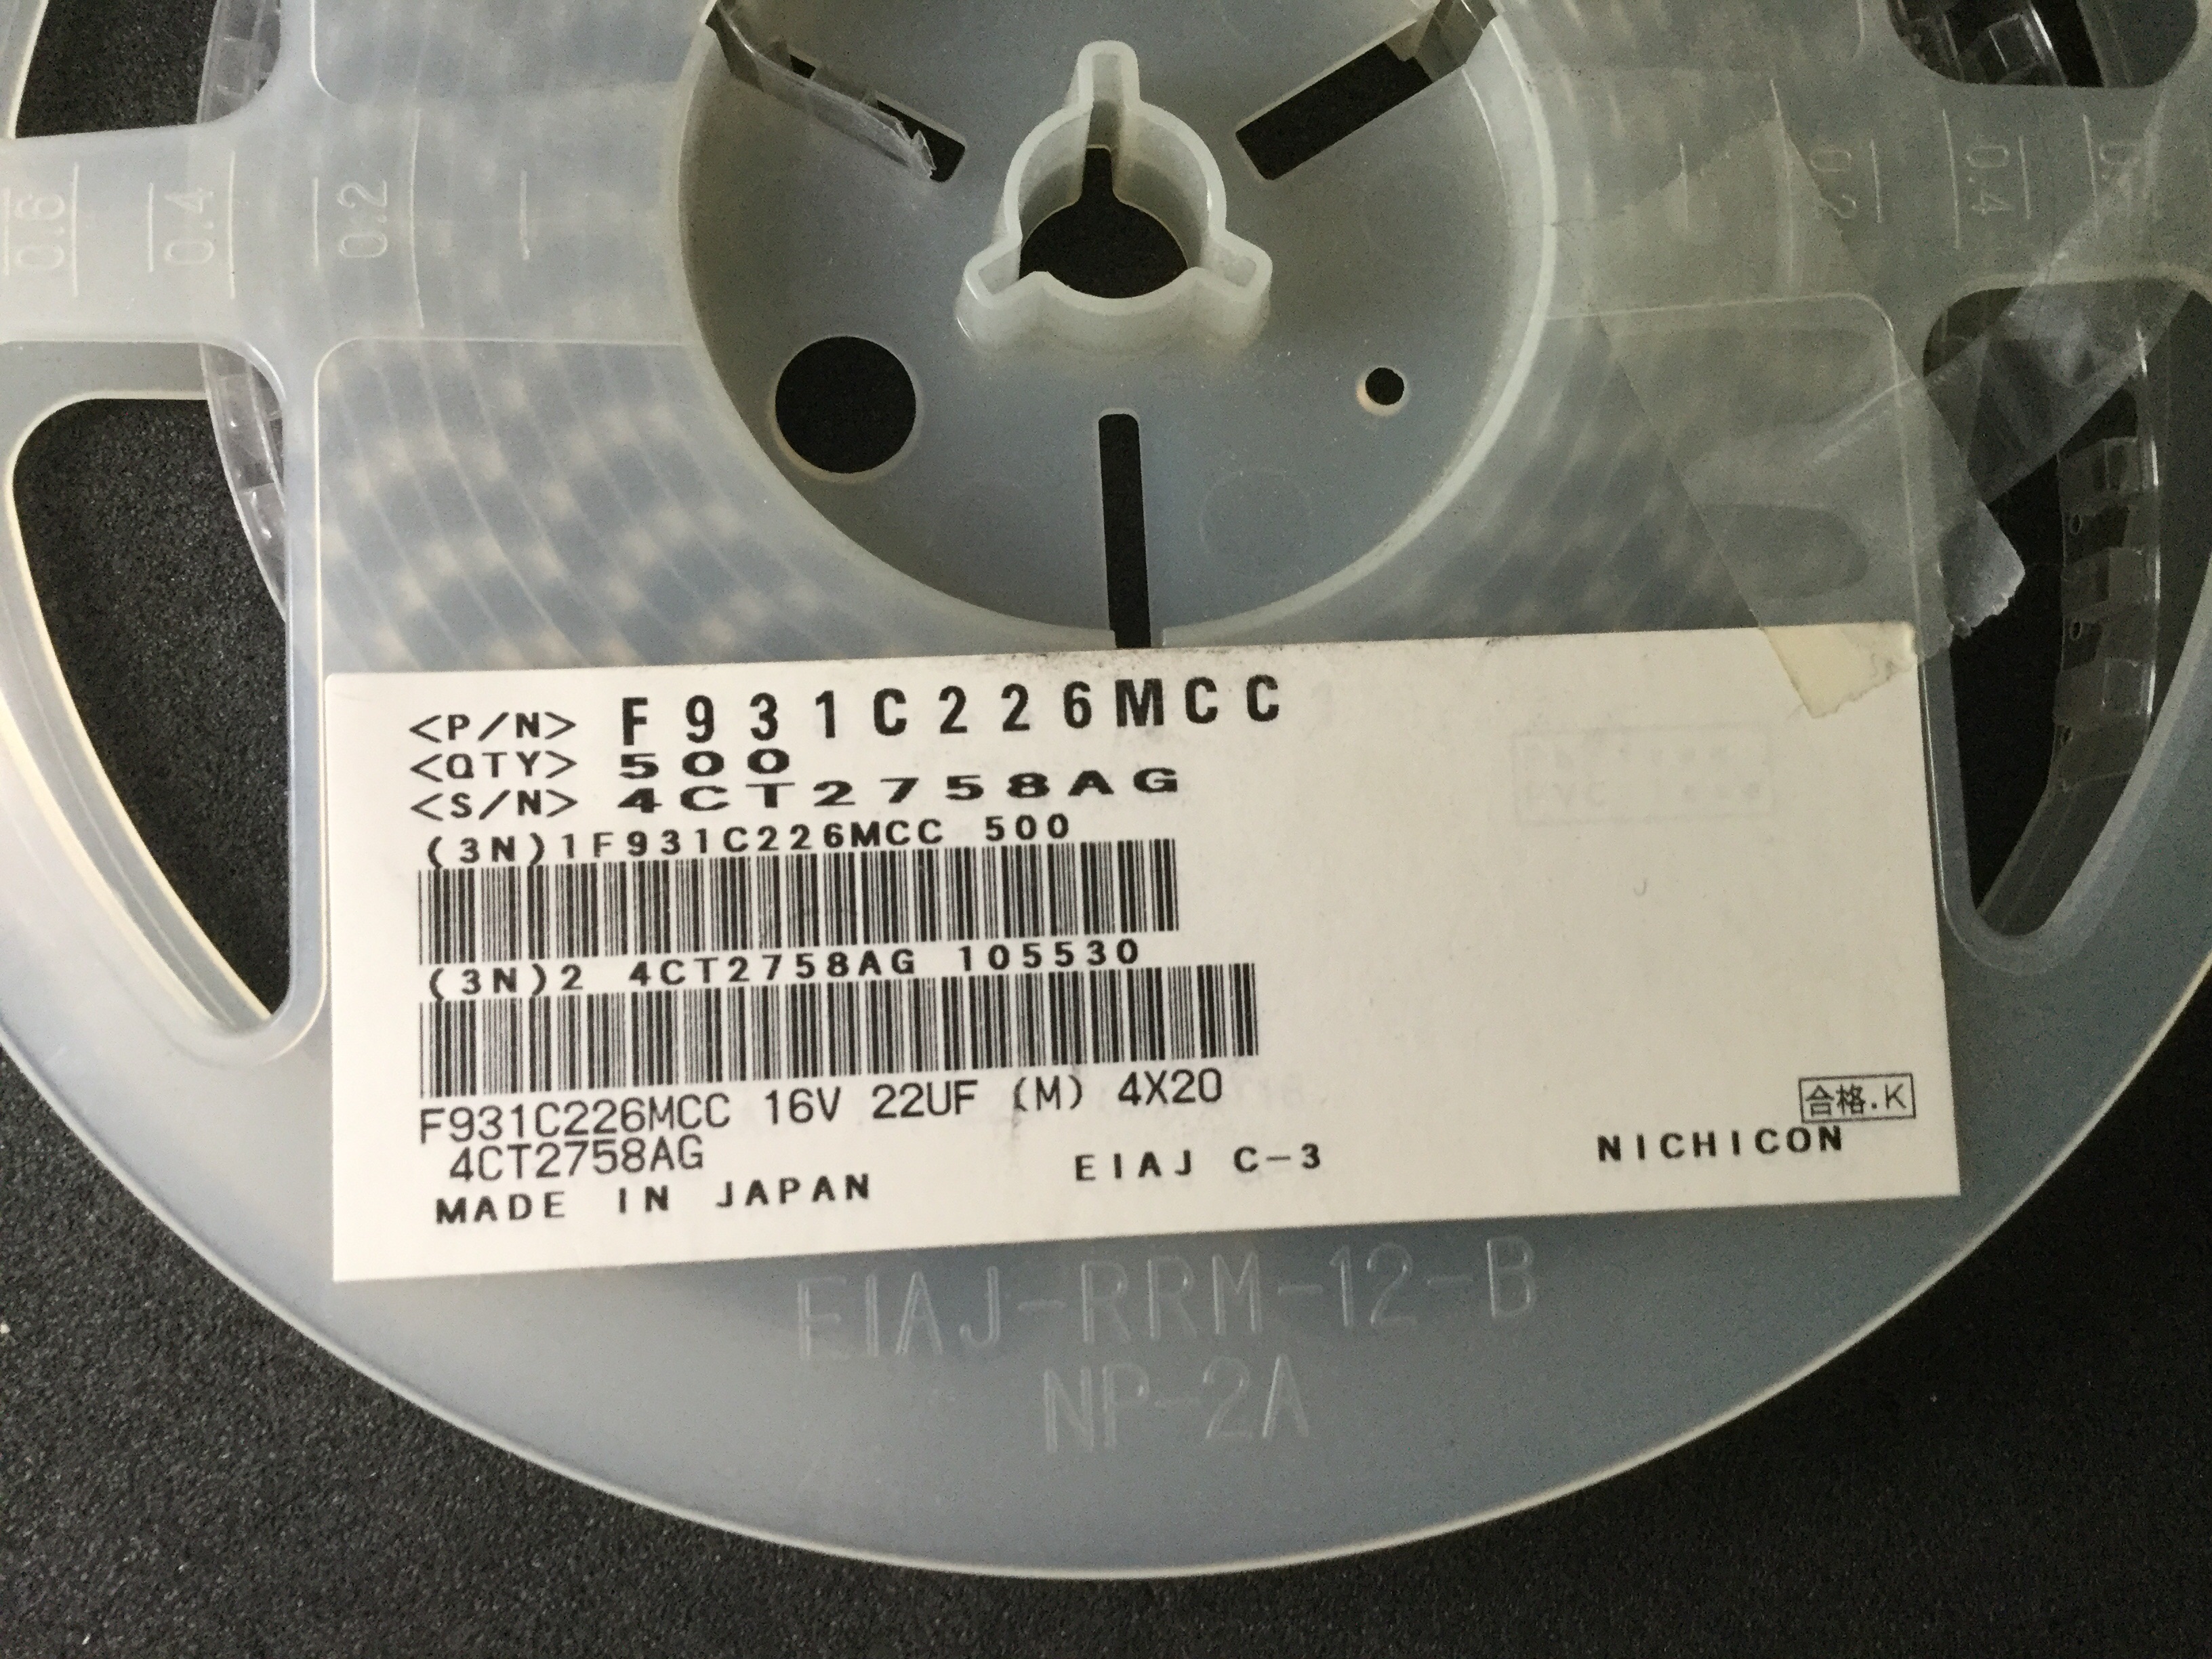 0.6 0.4 0.2
0.2 0.4
<P/N> F931C226MCC
<QTY> 500
<S/N> 4CT2758AG
(3N)1F931C226MCC 500
(3N)2 4CT2758AG 105530
F931C226MCC 16V 22UF (M) 4X20
4CT2758AG
合格.K
MADE IN JAPAN EIAJ C-3 NICHICON
EIAJ-RRM-12-B
NP-2A